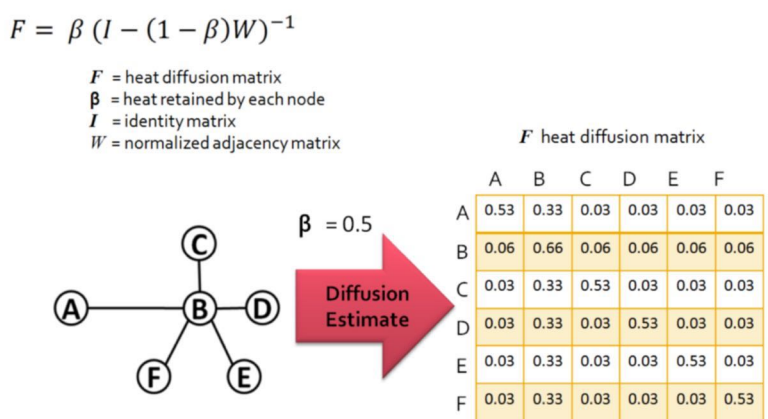 F = β (I − (1 − β)W)⁻¹
F = heat diffusion matrix
β = heat retained by each node
I = identity matrix
W = normalized adjacency matrix
F heat diffusion matrix
A B C D E F
A 0.53 0.33 0.03 0.03 0.03 0.03
B 0.06 0.66 0.06 0.06 0.06 0.06
C 0.03 0.33 0.53 0.03 0.03 0.03
D 0.03 0.33 0.03 0.53 0.03 0.03
E 0.03 0.33 0.03 0.03 0.53 0.03
F 0.03 0.33 0.03 0.03 0.03 0.53
β = 0.5
Diffusion
Estimate
C
A B D
F E